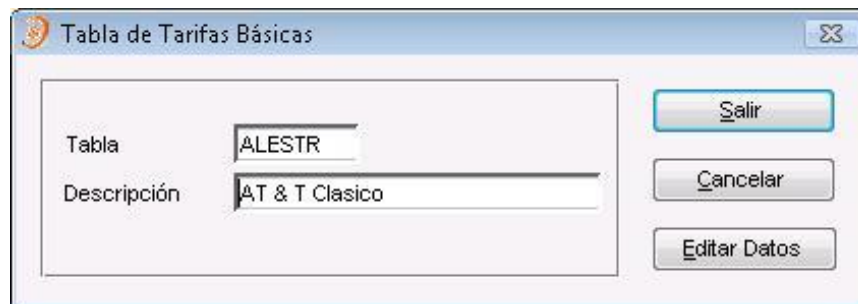 Tabla de Tarifas Básicas
Tabla
ALESTR
Descripción
AT & T Clasico
Salir
Cancelar
Editar Datos